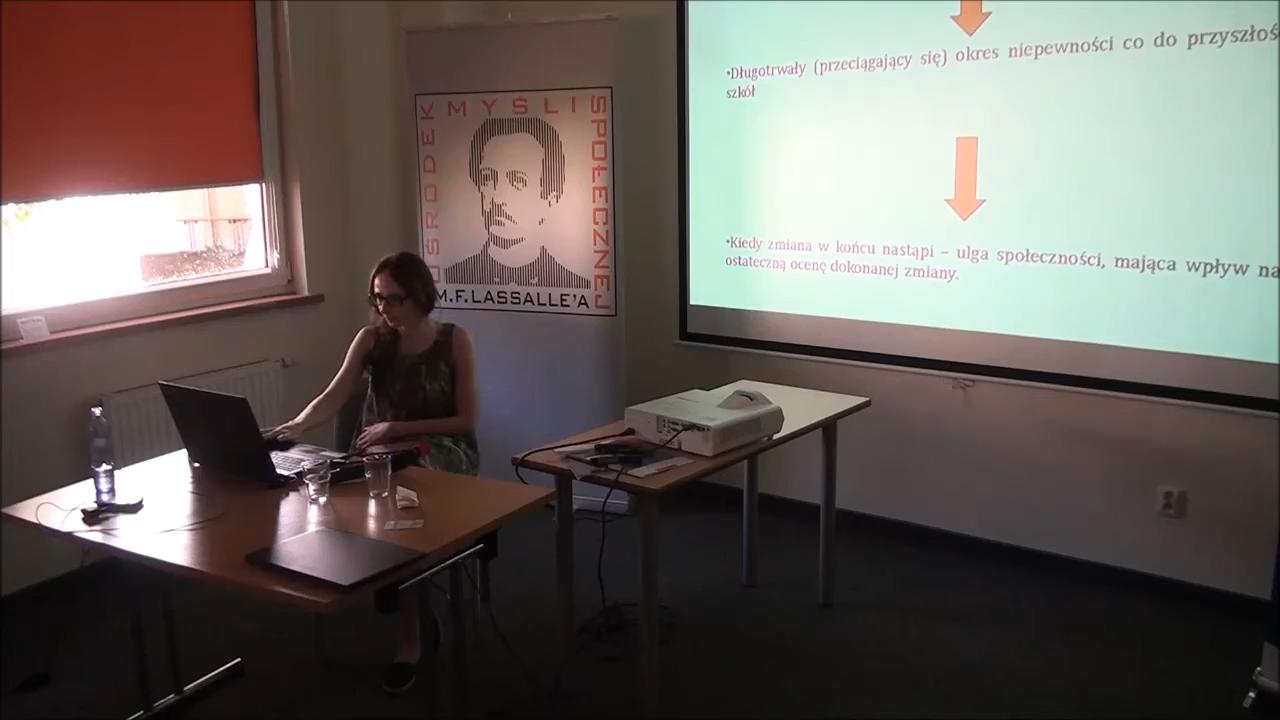 OŚRODEK
MYŚLI
SPOŁECZNEJ
M.F.LASSALLE'A
•Długotrwały (przeciągający się) okres niepewności co do przyszłoś
szkół
•Kiedy zmiana w końcu nastąpi – ulga społeczności, mająca wpływ na
ostateczną ocenę dokonanej zmiany.